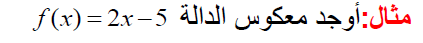 مثال:أوجد معكوس الدالة f(x) = 2x − 5